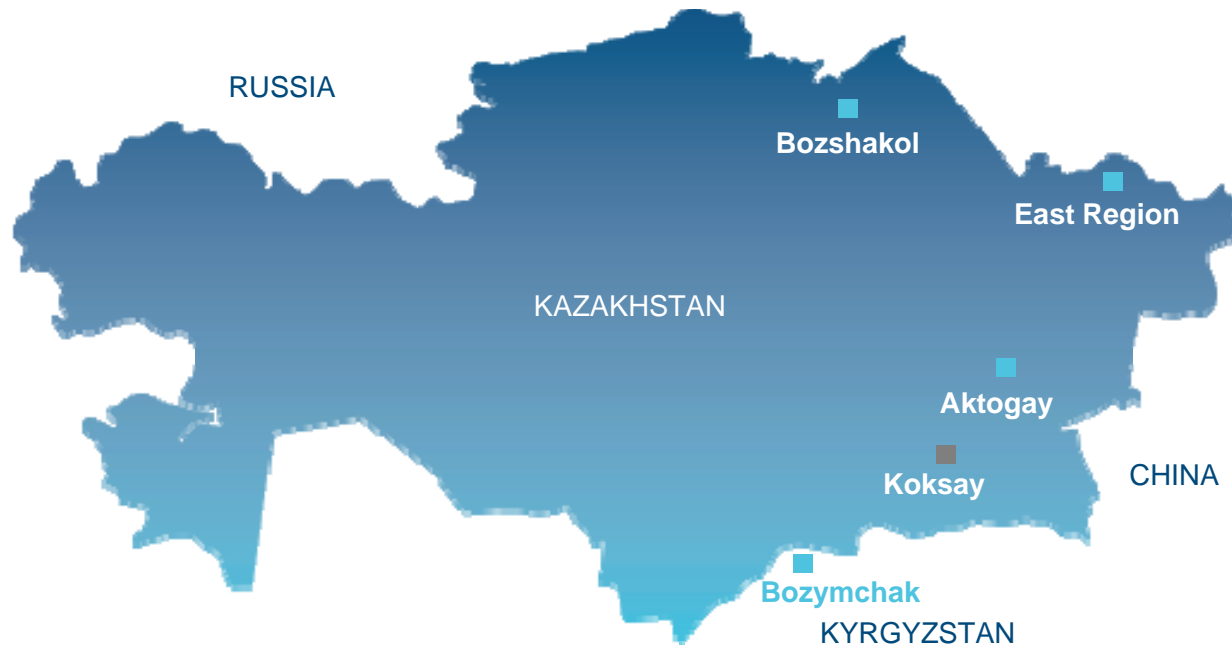 RUSSIA
Bozshakol
East Region
KAZAKHSTAN
Aktogay
Koksay
CHINA
Bozymchak
KYRGYZSTAN